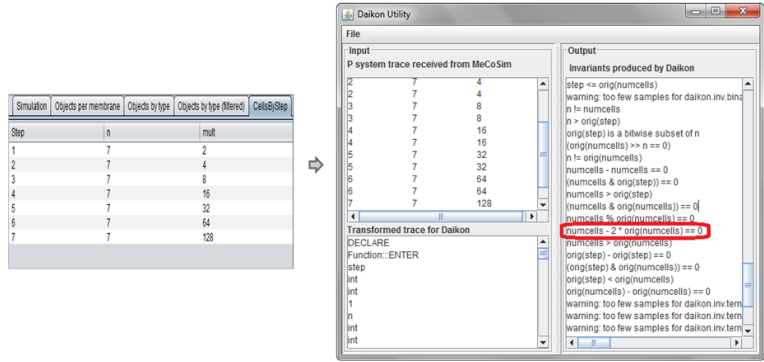 Simulation Objects per membrane Objects by type Objects by type (filtered) CellsByStep
Step n mult
1 7 2
2 7 4
3 7 8
4 7 16
5 7 32
6 7 64
7 7 128
Daikon Utility
File
Input
P system trace received from MeCoSim
2 7 4
2 7 4
3 7 8
3 7 8
4 7 16
4 7 16
5 7 32
5 7 32
6 7 64
6 7 64
7 7 128
Transformed trace for Daikon
DECLARE
Function:::ENTER
step
int
int
1
n
int
int
Output
Invariants produced by Daikon
step <= orig(numcells)
warning: too few samples for daikon.inv.bina
n != numcells
n > orig(step)
orig(step) is a bitwise subset of n
(orig(numcells) >> n == 0)
n != orig(numcells)
numcells - numcells == 0
(numcells & orig(step)) == 0
numcells > orig(step)
(numcells & orig(numcells)) == 0
numcells % orig(numcells) == 0
numcells - 2 * orig(numcells) == 0
numcells > orig(numcells)
orig(step) - orig(step) == 0
(orig(step) & orig(numcells)) == 0
orig(step) < orig(numcells)
orig(numcells) - orig(numcells) == 0
warning: too few samples for daikon.inv.tern
warning: too few samples for daikon.inv.tern
warning: too few samples for daikon.inv.tern